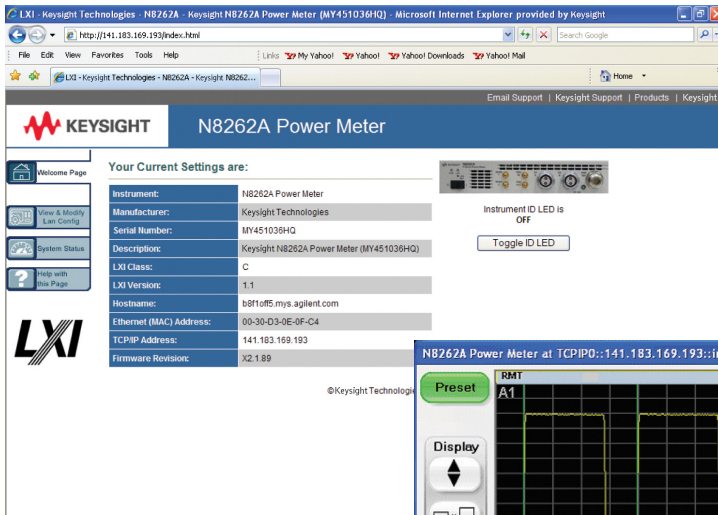 LXI - Keysight Technologies - N8262A - Keysight N8262A Power Meter (MY451036HQ) - Microsoft Internet Explorer provided by Keysight
http://141.183.169.193/index.html
Search Google
File Edit View Favorites Tools Help
Links My Yahoo! Yahoo! Yahoo! Downloads Yahoo! Mail
LXI - Keysight Technologies - N8262A - Keysight N8262...
Home
Email Support | Keysight Support | Products | Keysight
KEYSIGHT
N8262A Power Meter
Welcome Page
View & Modify
Lan Config
System Status
Help with
this Page
LXI
Your Current Settings are:
Instrument: N8262A Power Meter
Manufacturer: Keysight Technologies
Serial Number: MY451036HQ
Description: Keysight N8262A Power Meter (MY451036HQ)
LXI Class: C
LXI Version: 1.1
Hostname: b8f1off5.mys.agilent.com
Ethernet (MAC) Address: 00-30-D3-0E-0F-C4
TCP/IP Address: 141.183.169.193
Firmware Revision: X2.1.89
©Keysight Technologie
Instrument ID LED is
OFF
Toggle ID LED
N8262A Power Meter at TCPIP0::141.183.169.193::i
Preset
RMT
A1
Display